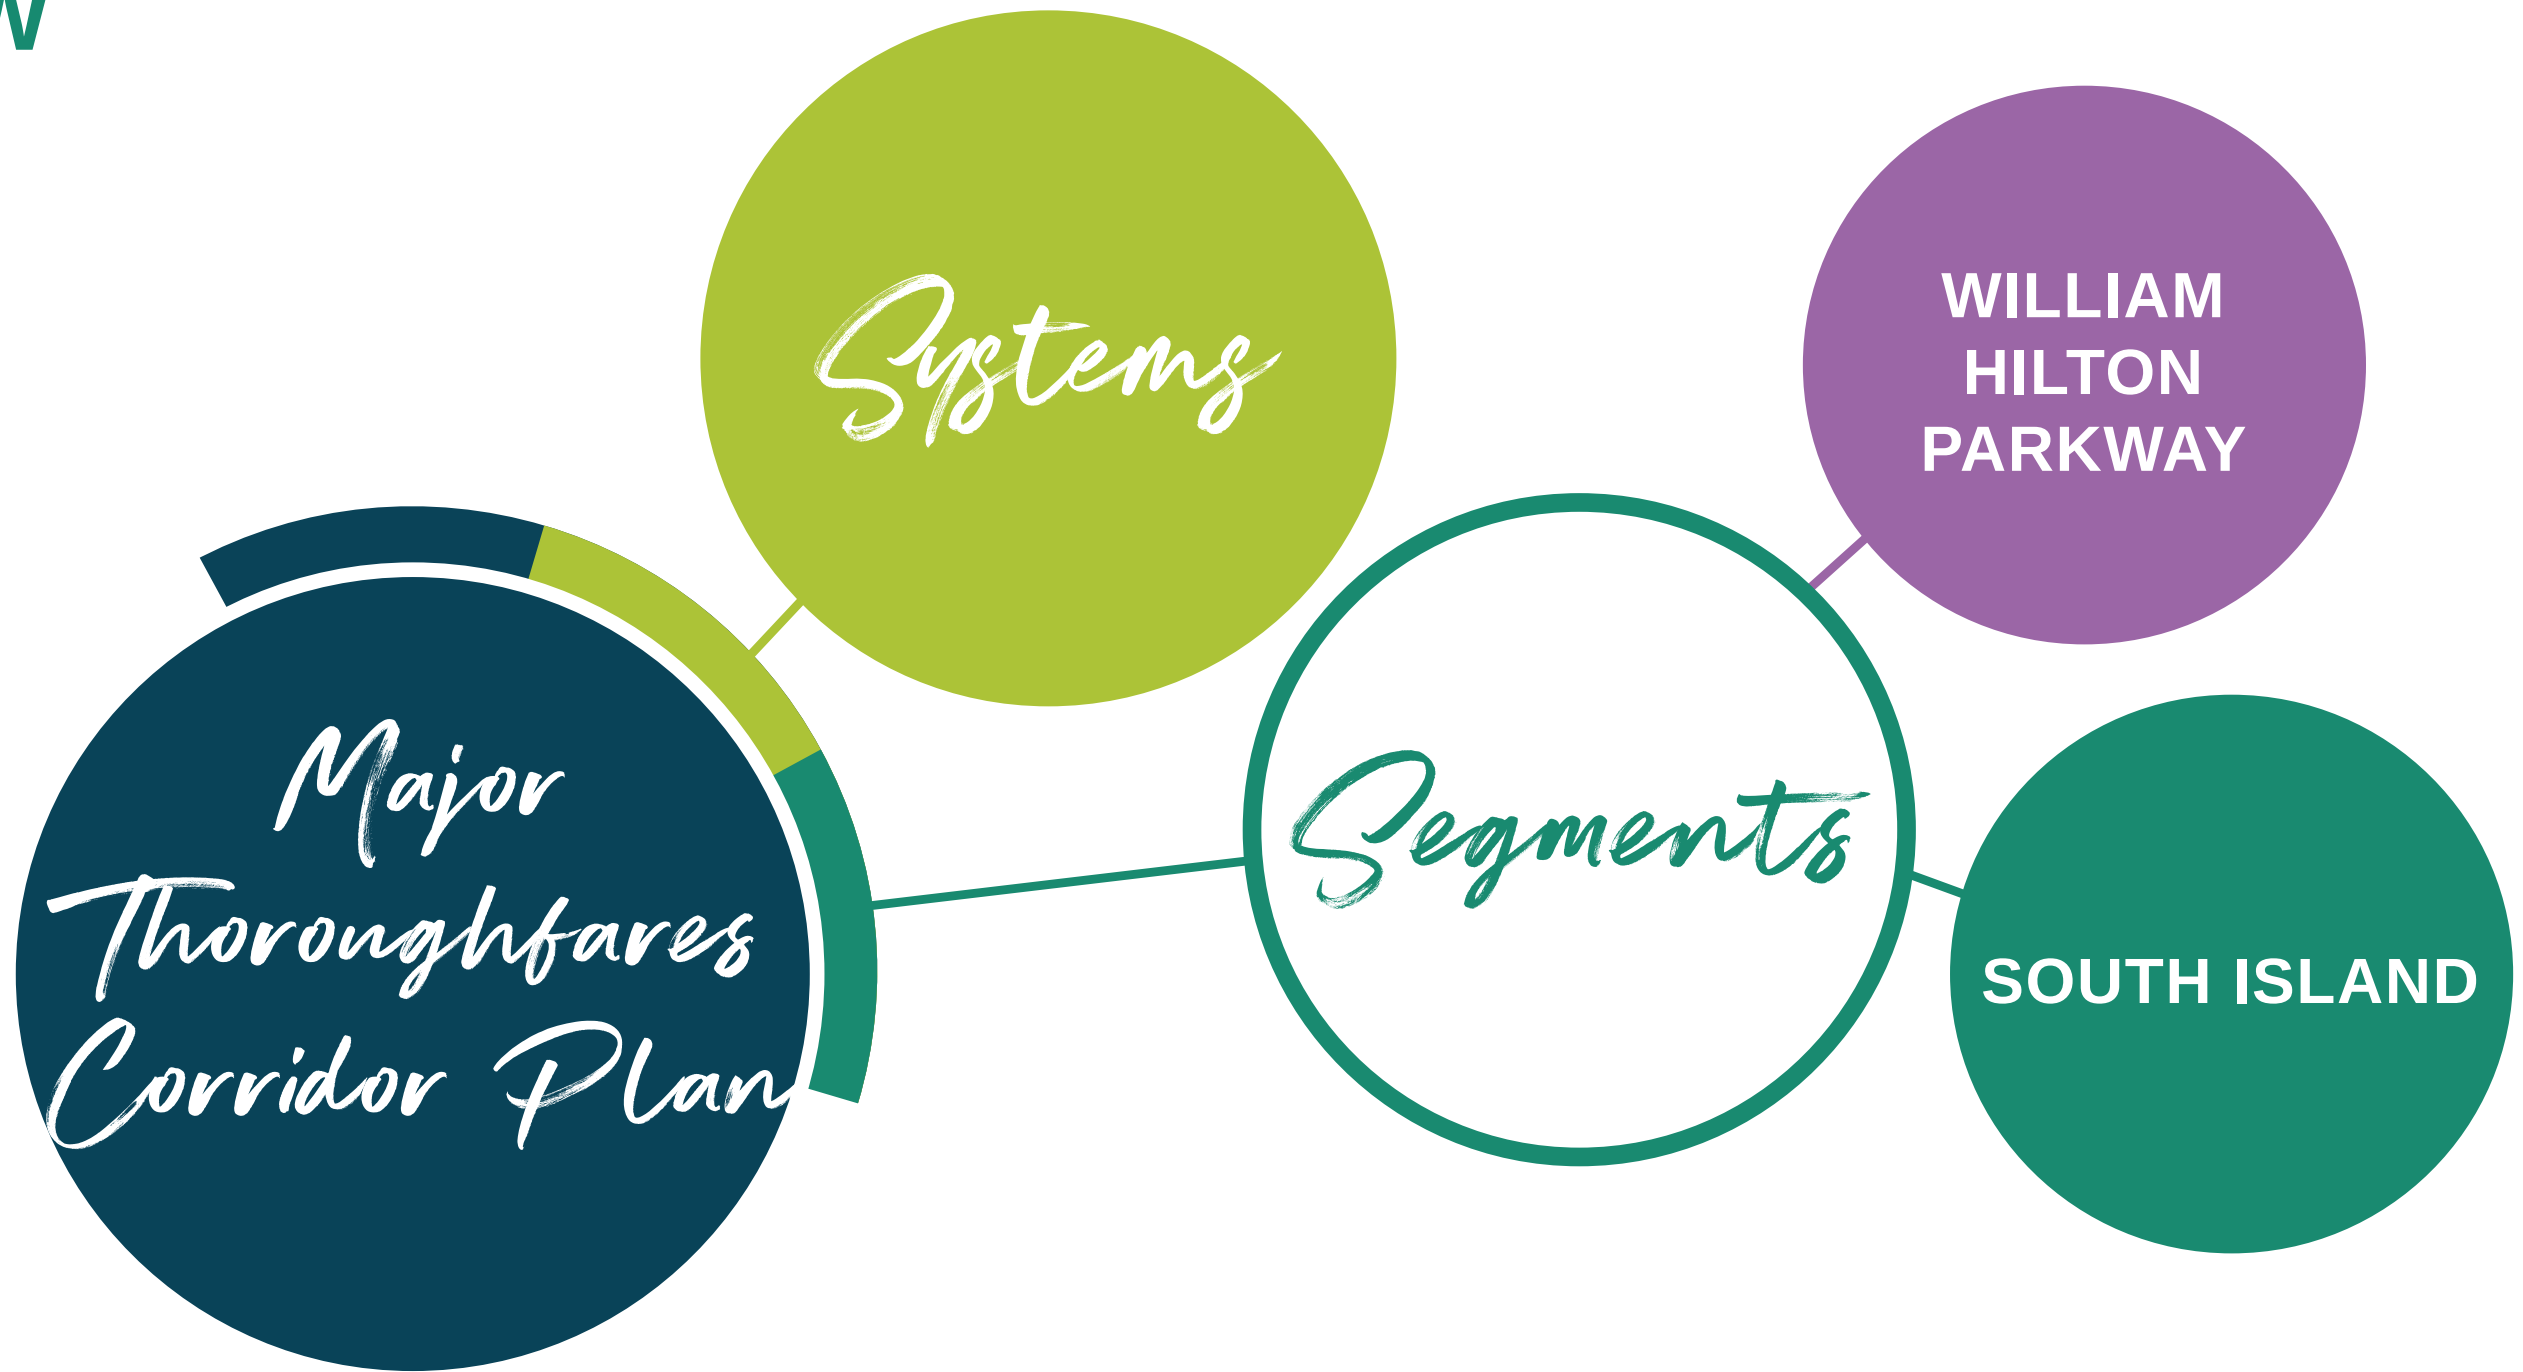 Systems
WILLIAM
HILTON
PARKWAY
Major
Thoroughfares
Corridor Plan
Segments
SOUTH ISLAND